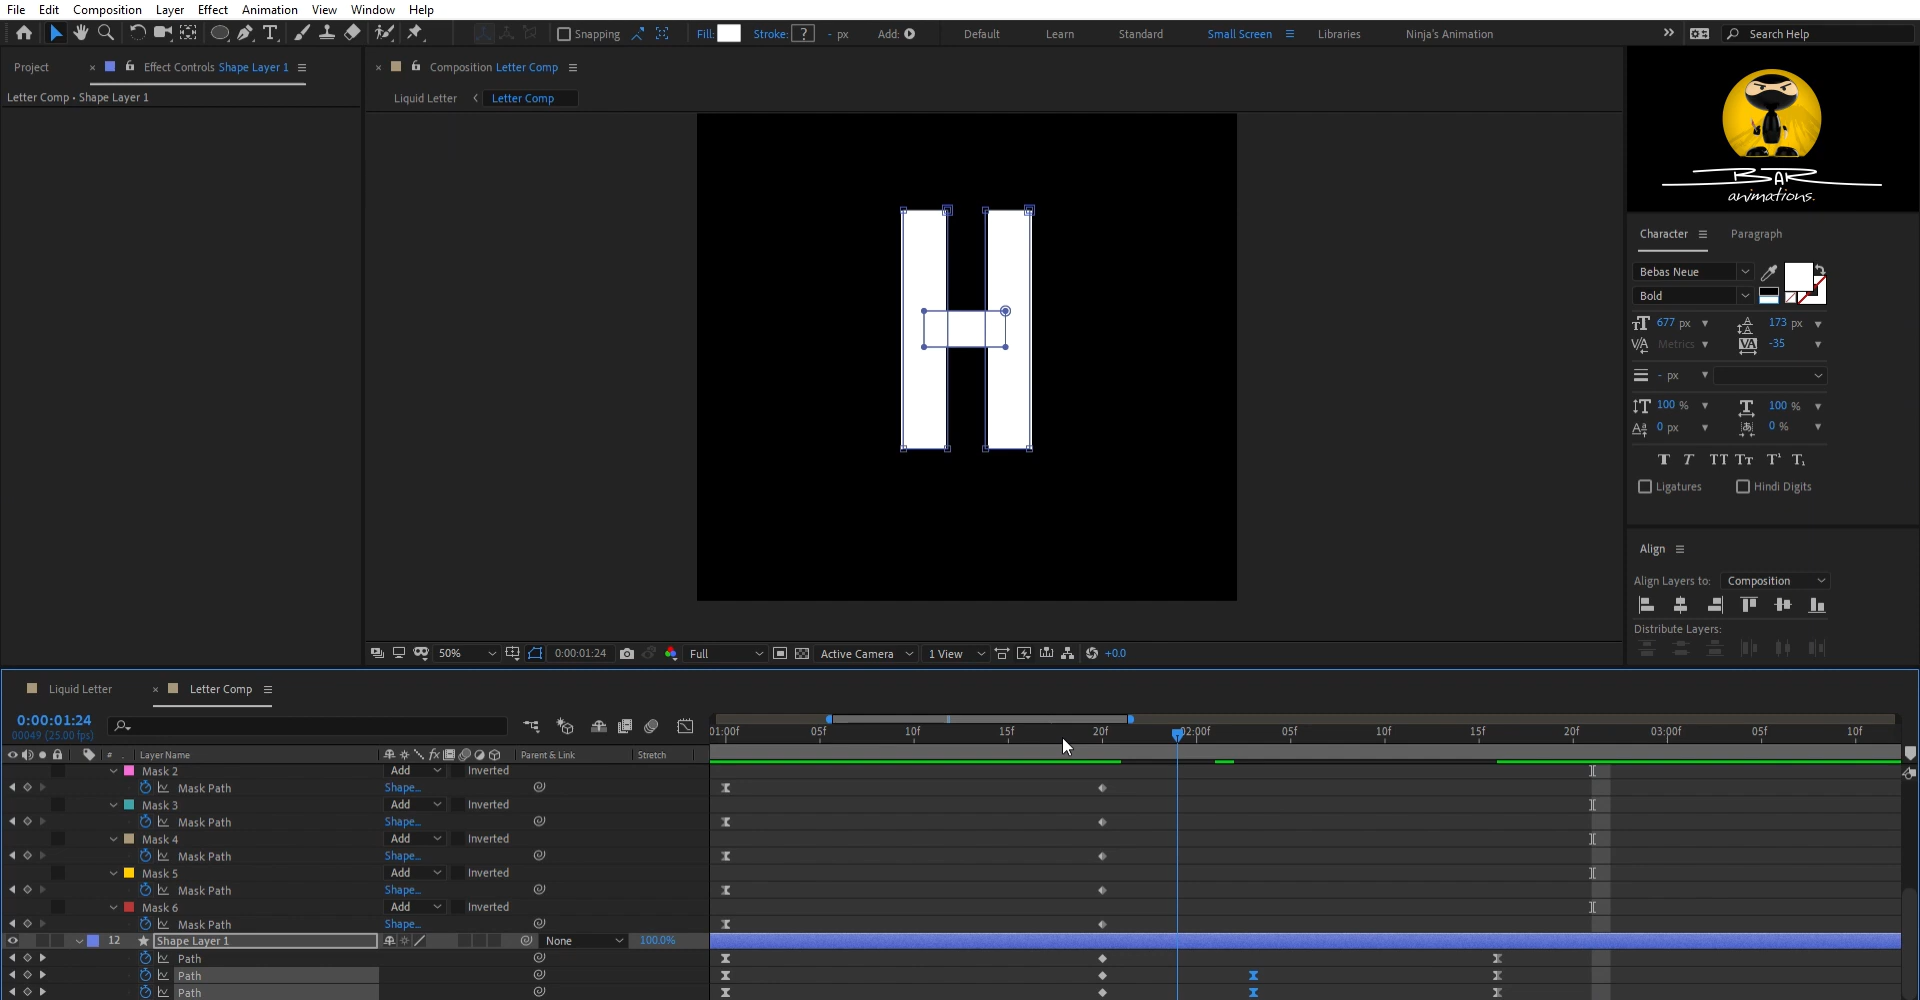 File Edit Composition Layer Effect Animation View Window Help
Snapping Fill: Stroke: ? - px Add: Default Learn Standard Small Screen Libraries Ninja's Animation Search Help
Project Effect Controls Shape Layer 1 Composition Letter Comp
Letter Comp • Shape Layer 1
Liquid Letter Letter Comp
BAR
animations.
H
Character Paragraph
Bebas Neue
Bold
677 px 173 px
Metrics -35
- px
100 % 100 %
0 px 0 %
T T TT Tr T¹ T₁
Ligatures Hindi Digits
Align
Align Layers to: Composition
Distribute Layers:
50% 0:00:01:24 Full Active Camera 1 View +0.0
Liquid Letter Letter Comp
0:00:01:24
00049 (25.00 fps)
01:00f 05f 10f 15f 20f 02:00f 05f 10f 15f 20f 03:00f 05f 10f
# Layer Name Parent & Link Stretch
Mask 2 Add Inverted
Mask Path Shape...
Mask 3 Add Inverted
Mask Path Shape...
Mask 4 Add Inverted
Mask Path Shape...
Mask 5 Add Inverted
Mask Path Shape...
Mask 6 Add Inverted
Mask Path Shape...
12 Shape Layer 1 None 100.0%
Path
Path
Path